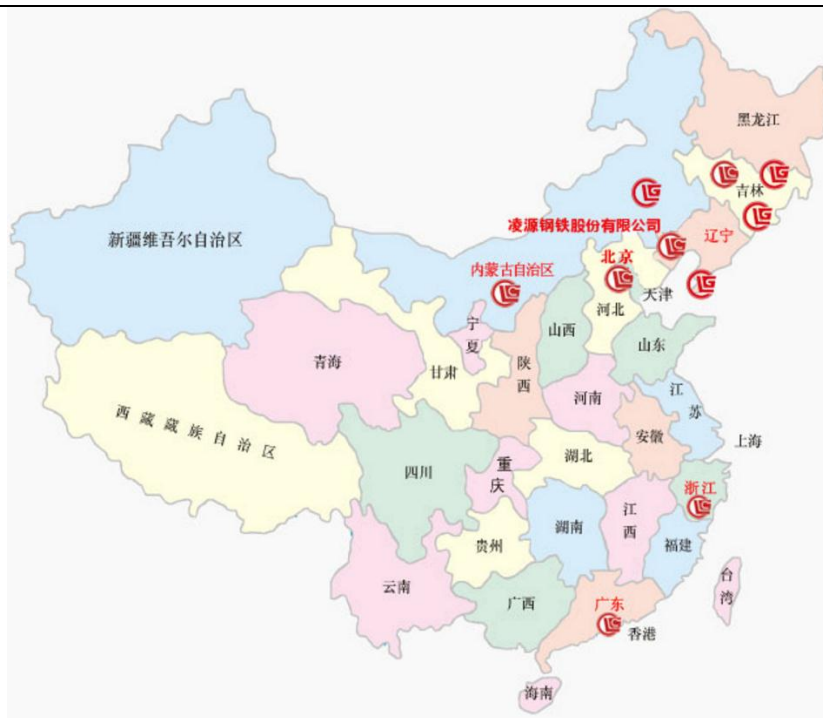 黑龙江
吉林
凌源钢铁股份有限公司
辽宁
新疆维吾尔自治区
北京
内蒙古自治区
天津
河北
宁夏
山西
山东
青海
甘肃
陕西
河南
江苏
西藏藏族自治区
安徽
上海
四川
重庆
湖北
浙江
江西
湖南
贵州
福建
云南
台湾
广西
广东
香港
海南